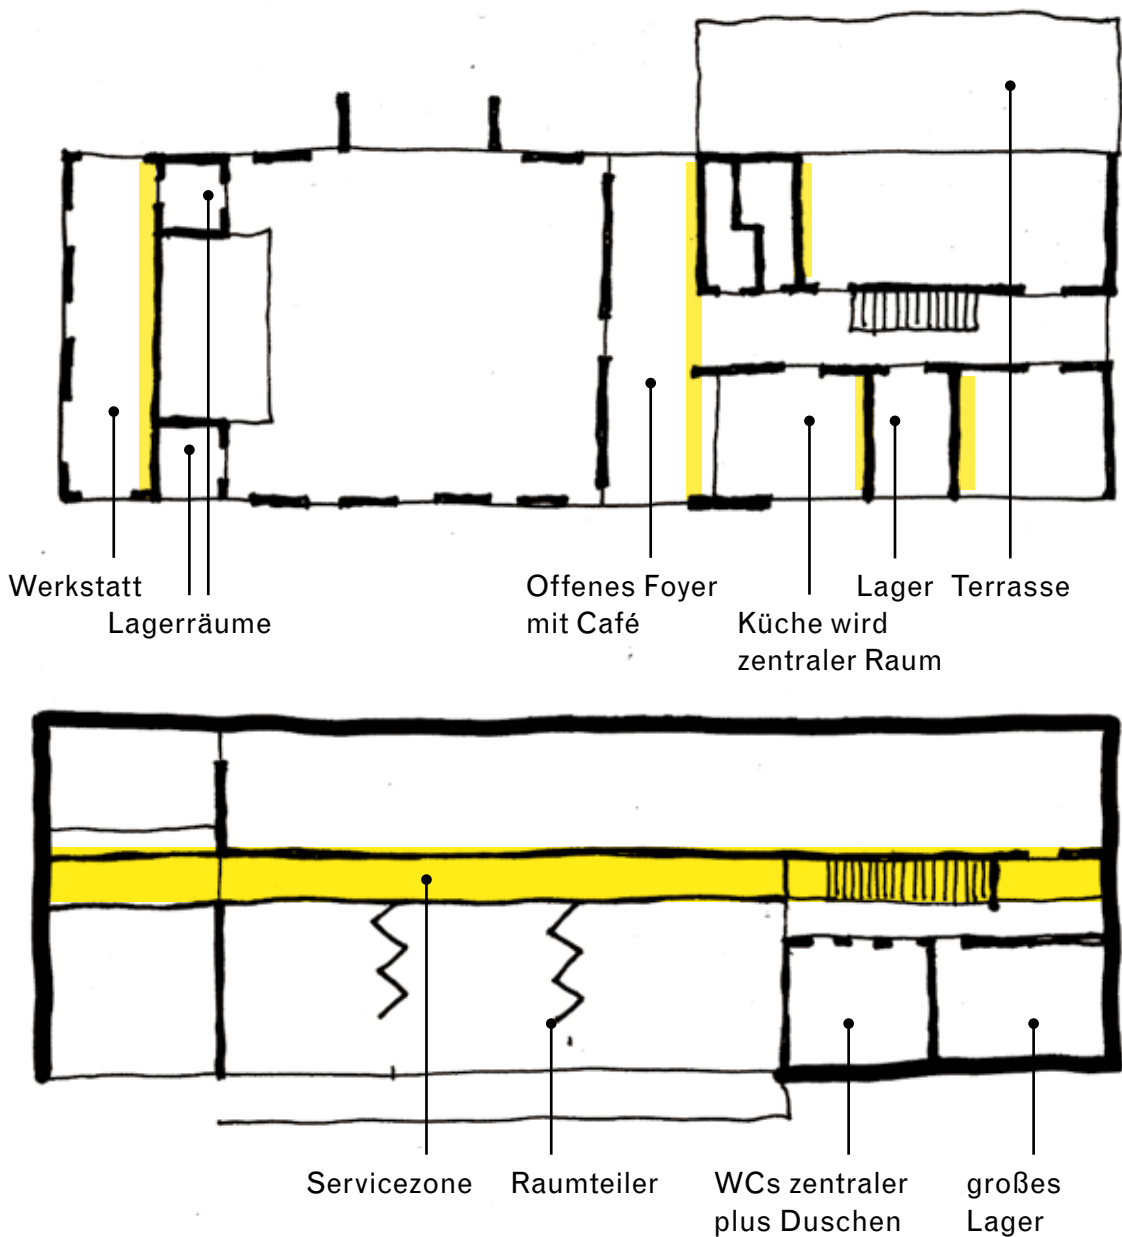 Werkstatt
Lagerräume
Offenes Foyer
mit Café
Küche wird
zentraler Raum
Lager
Terrasse
Servicezone
Raumteiler
WCs zentraler
plus Duschen
großes
Lager